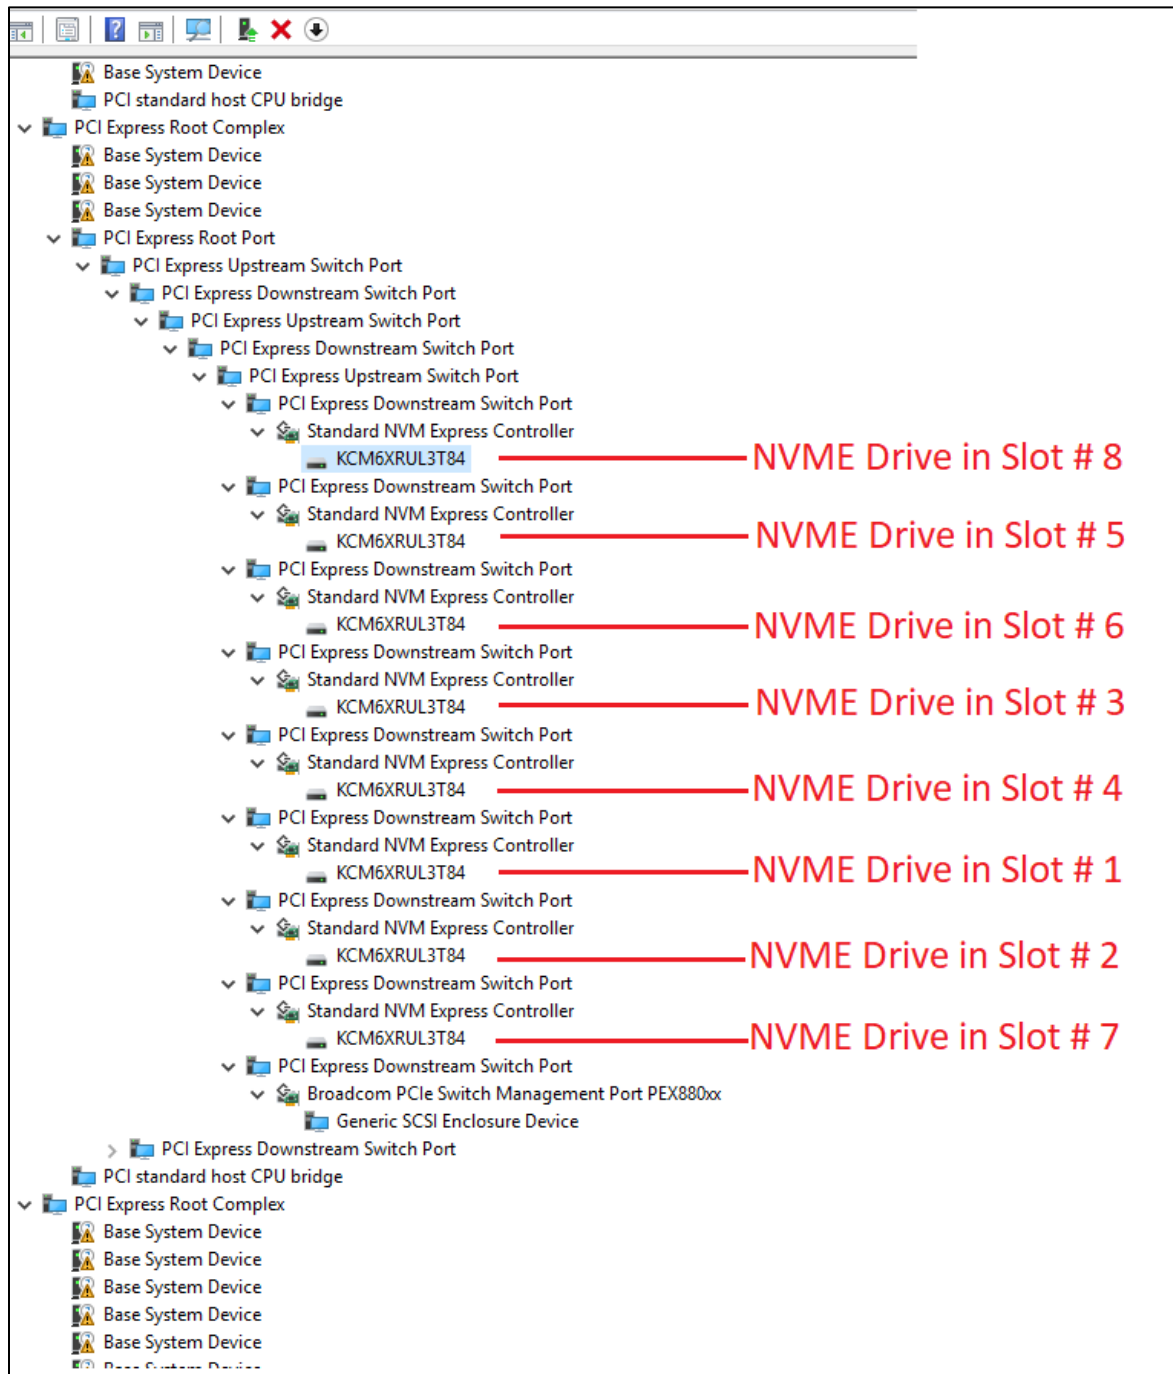 Base System Device
PCI standard host CPU bridge
PCI Express Root Complex
Base System Device
Base System Device
Base System Device
PCI Express Root Port
PCI Express Upstream Switch Port
PCI Express Downstream Switch Port
PCI Express Upstream Switch Port
PCI Express Downstream Switch Port
PCI Express Upstream Switch Port
PCI Express Downstream Switch Port
Standard NVM Express Controller
KCM6XRUL3T84 NVME Drive in Slot # 8
PCI Express Downstream Switch Port
Standard NVM Express Controller
KCM6XRUL3T84 NVME Drive in Slot # 5
PCI Express Downstream Switch Port
Standard NVM Express Controller
KCM6XRUL3T84 NVME Drive in Slot # 6
PCI Express Downstream Switch Port
Standard NVM Express Controller
KCM6XRUL3T84 NVME Drive in Slot # 3
PCI Express Downstream Switch Port
Standard NVM Express Controller
KCM6XRUL3T84 NVME Drive in Slot # 4
PCI Express Downstream Switch Port
Standard NVM Express Controller
KCM6XRUL3T84 NVME Drive in Slot # 1
PCI Express Downstream Switch Port
Standard NVM Express Controller
KCM6XRUL3T84 NVME Drive in Slot # 2
PCI Express Downstream Switch Port
Standard NVM Express Controller
KCM6XRUL3T84 NVME Drive in Slot # 7
PCI Express Downstream Switch Port
Broadcom PCIe Switch Management Port PEX880xx
Generic SCSI Enclosure Device
PCI Express Downstream Switch Port
PCI standard host CPU bridge
PCI Express Root Complex
Base System Device
Base System Device
Base System Device
Base System Device
Base System Device